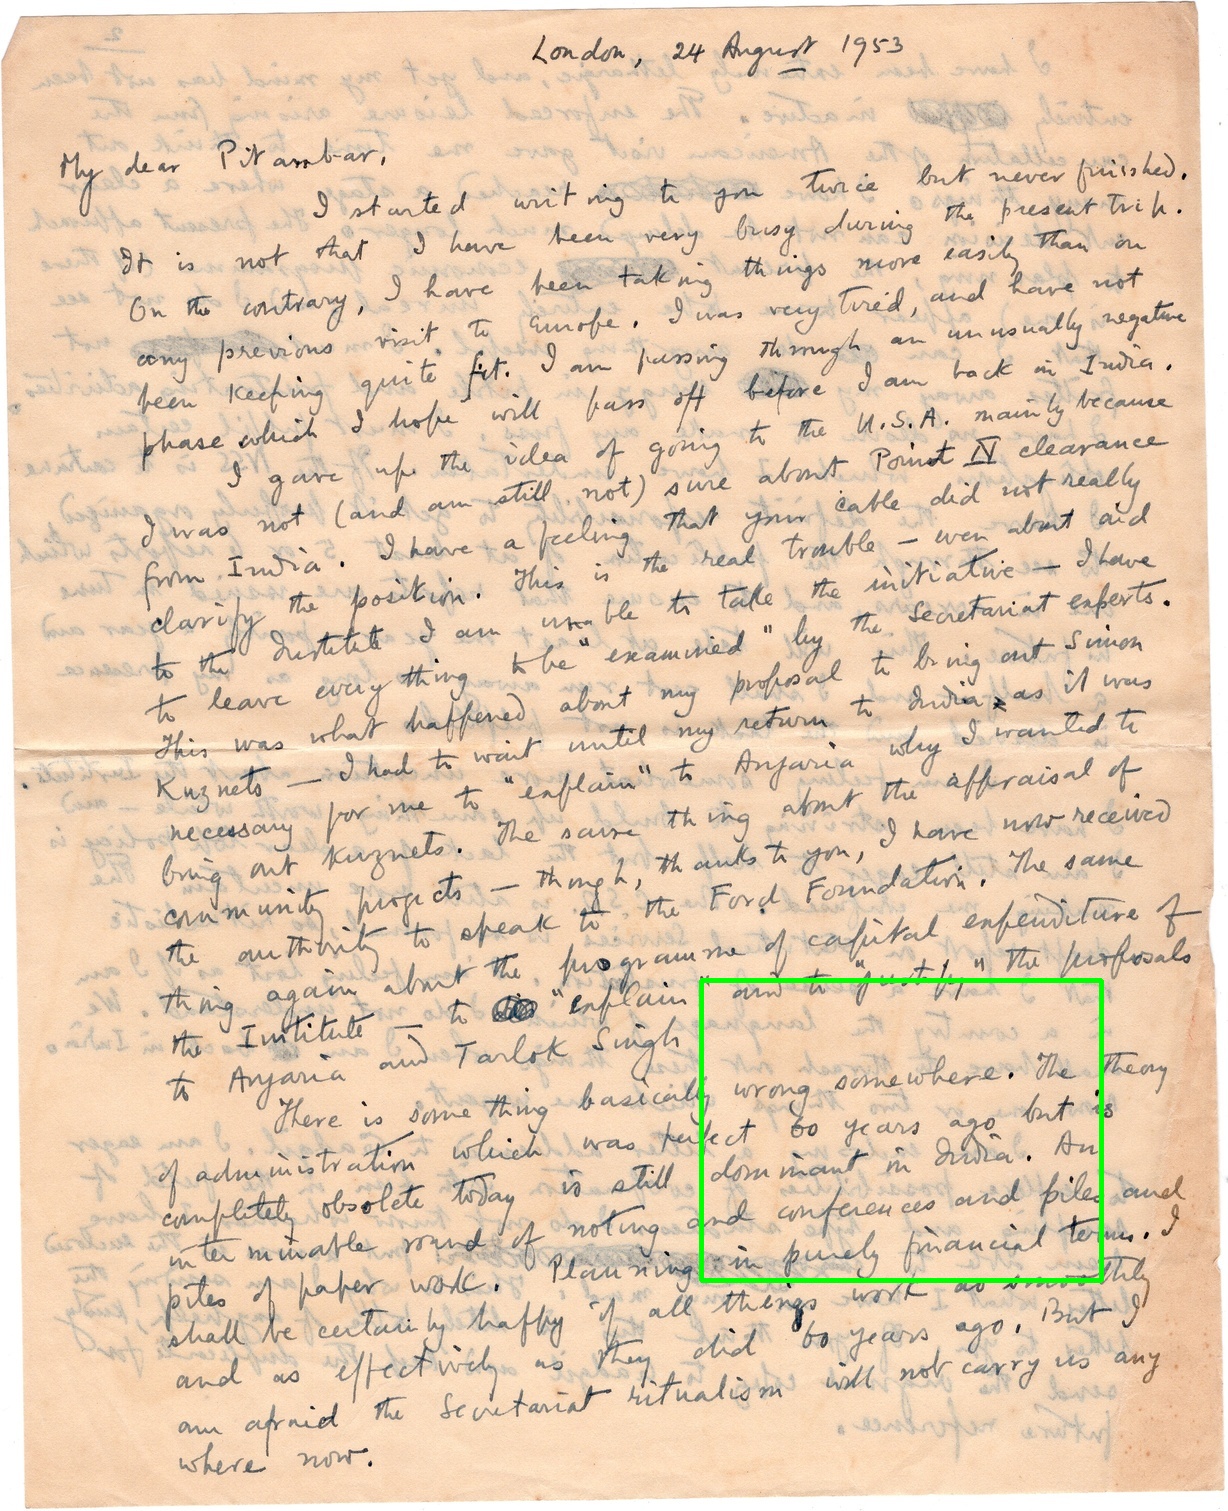 London, 24 August 1953
My dear Pitambar,
I started writing to you twice but never finished.
It is not that I have been very busy during the present trip.
On the contrary, I have been taking things more easily than on
any previous visit to Europe. I was very tired, and have not
been keeping quite fit. I am passing through an unusually negative
phase which I hope will pass off before I am back in India.
I gave up the idea of going to the U.S.A. mainly because
I was not (and am still not) sure about Point IV clearance
from India. I have a feeling that your cable did not really
clarify the position. This is the real trouble — even about aid
to the Institute I am unable to take the initiative — I have
to leave every thing to be "examined" by the Secretariat experts.
This was what happened about my proposal to bring out Simon
Kuznets — I had to wait until my return to India, as it was
necessary for me to "explain" to Anjaria why I wanted to
bring out Kuznets. The same thing about the appraisal of
community projects — though, thanks to you, I have now received
the authority to speak to the Ford Foundation. The same
thing again about the programme of capital expenditure of
the Institute — to "explain" and to "justify" the proposals
to Anjaria and Tarlok Singh
There is some thing basically wrong somewhere. The theory
of administration which was perfect 60 years ago but is
completely obsolete today is still dominant in India. An
interminable round of noting and conferences and piles and
piles of paper work. Planning in purely financial terms. I
shall be certainly happy if all things work as smoothly
and as effectively as they did 60 years ago. But I
am afraid the Secretariat ritualism will not carry us any
where now.